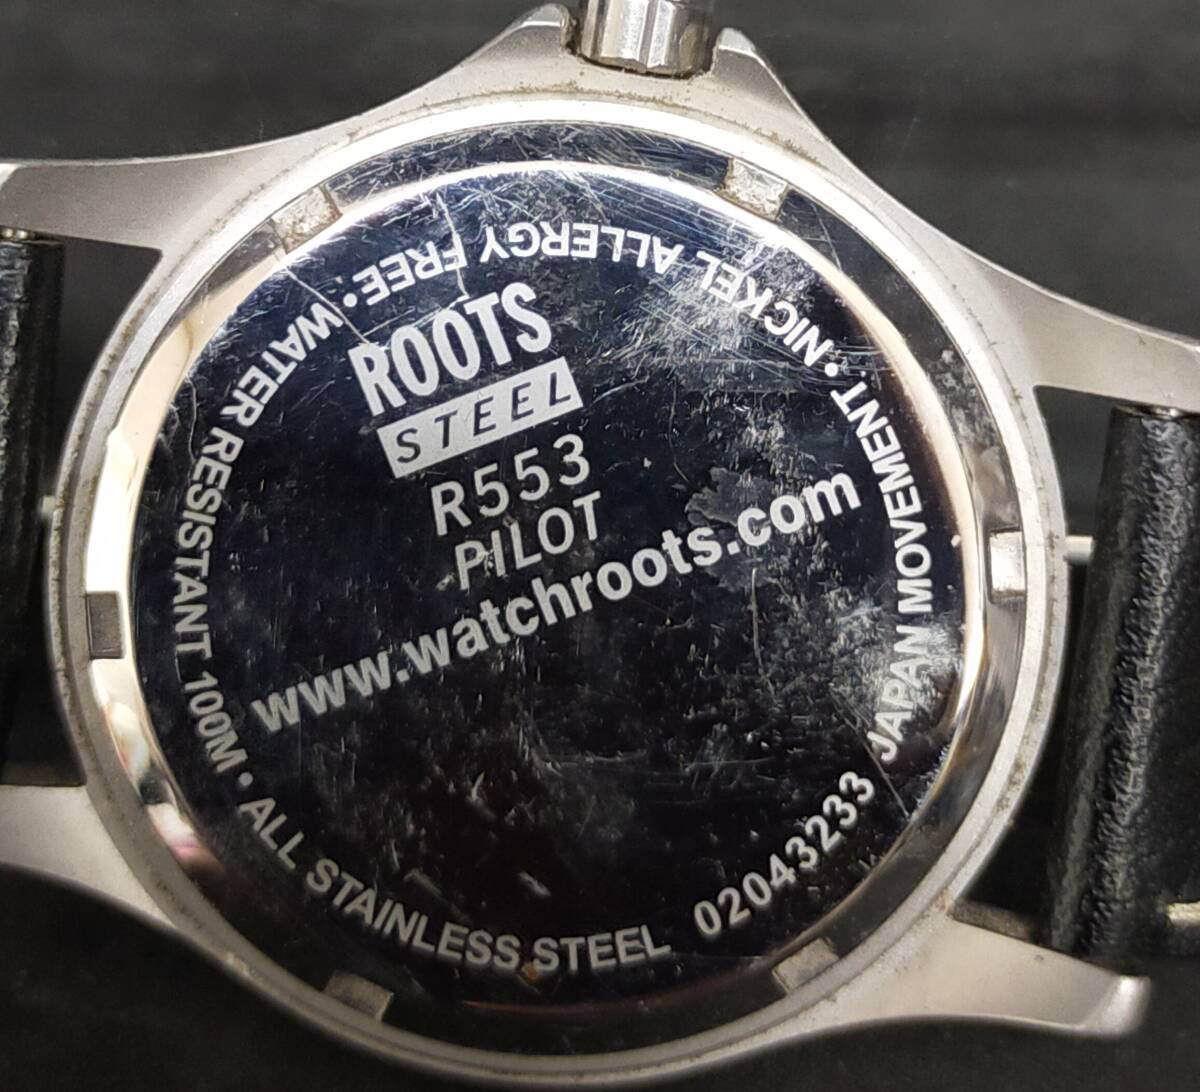 ROOTS
STEEL
R553
PILOT
www.watchroots.com
JAPAN MOVEMENT • NICKEL ALLERGY FREE • WATER RESISTANT 100M • ALL STAINLESS STEEL 02043233